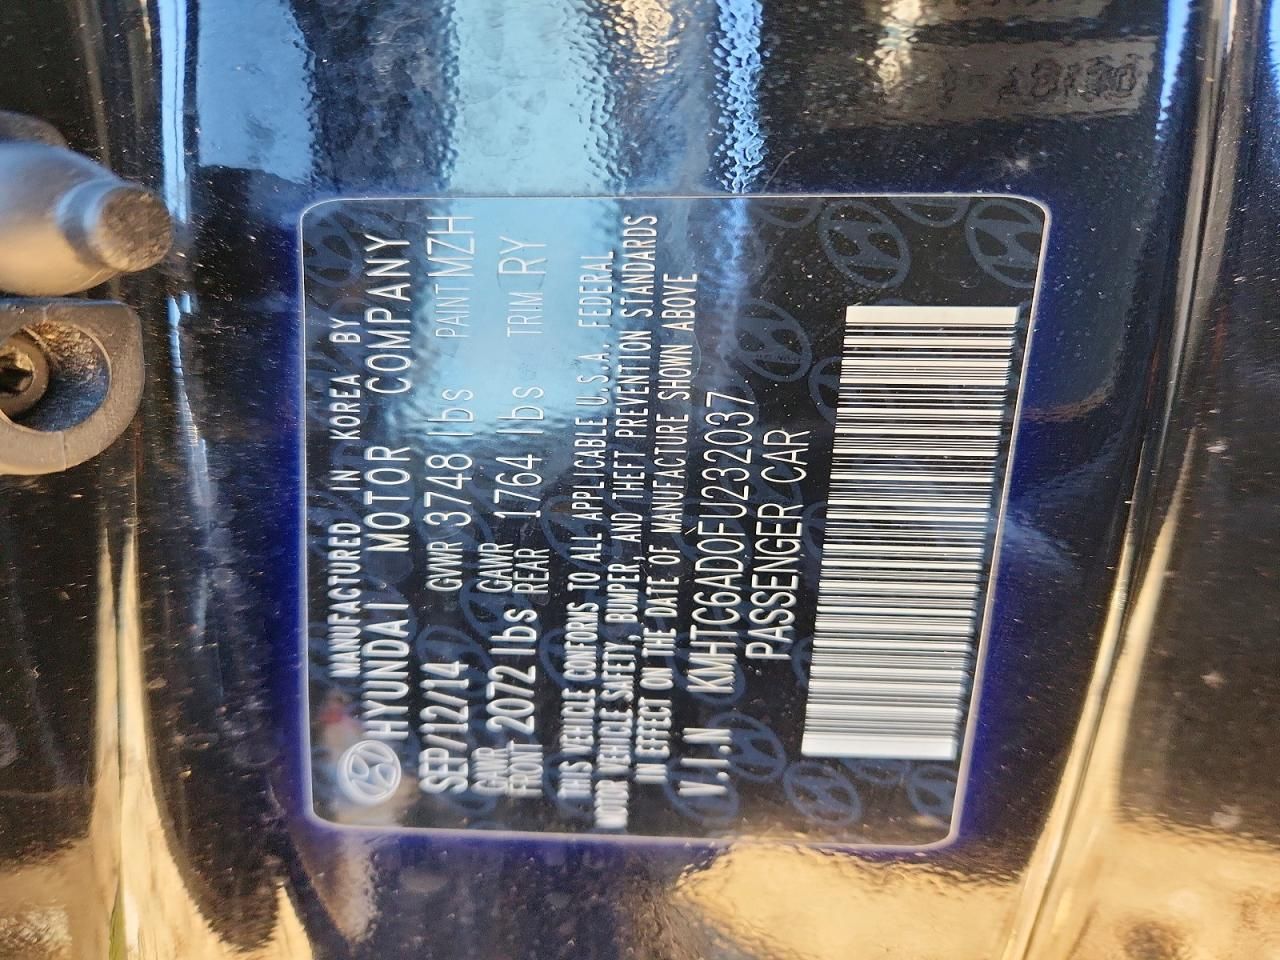 MANUFACTURED IN KOREA BY
HYUNDAI MOTOR COMPANY
SEP/12/14 GVWR 3748 lbs PAINT MZH
GAWR FRONT 2072 lbs GAWR REAR 1764 lbs TRIM RY
THIS VEHICLE CONFORMS TO ALL APPLICABLE U.S.A. FEDERAL
MOTOR VEHICLE SAFETY, BUMPER, AND THEFT PREVENTION STANDARDS
IN EFFECT ON THE DATE OF MANUFACTURE SHOWN ABOVE
V.I.N KMHTC6AD0FU232037
PASSENGER CAR